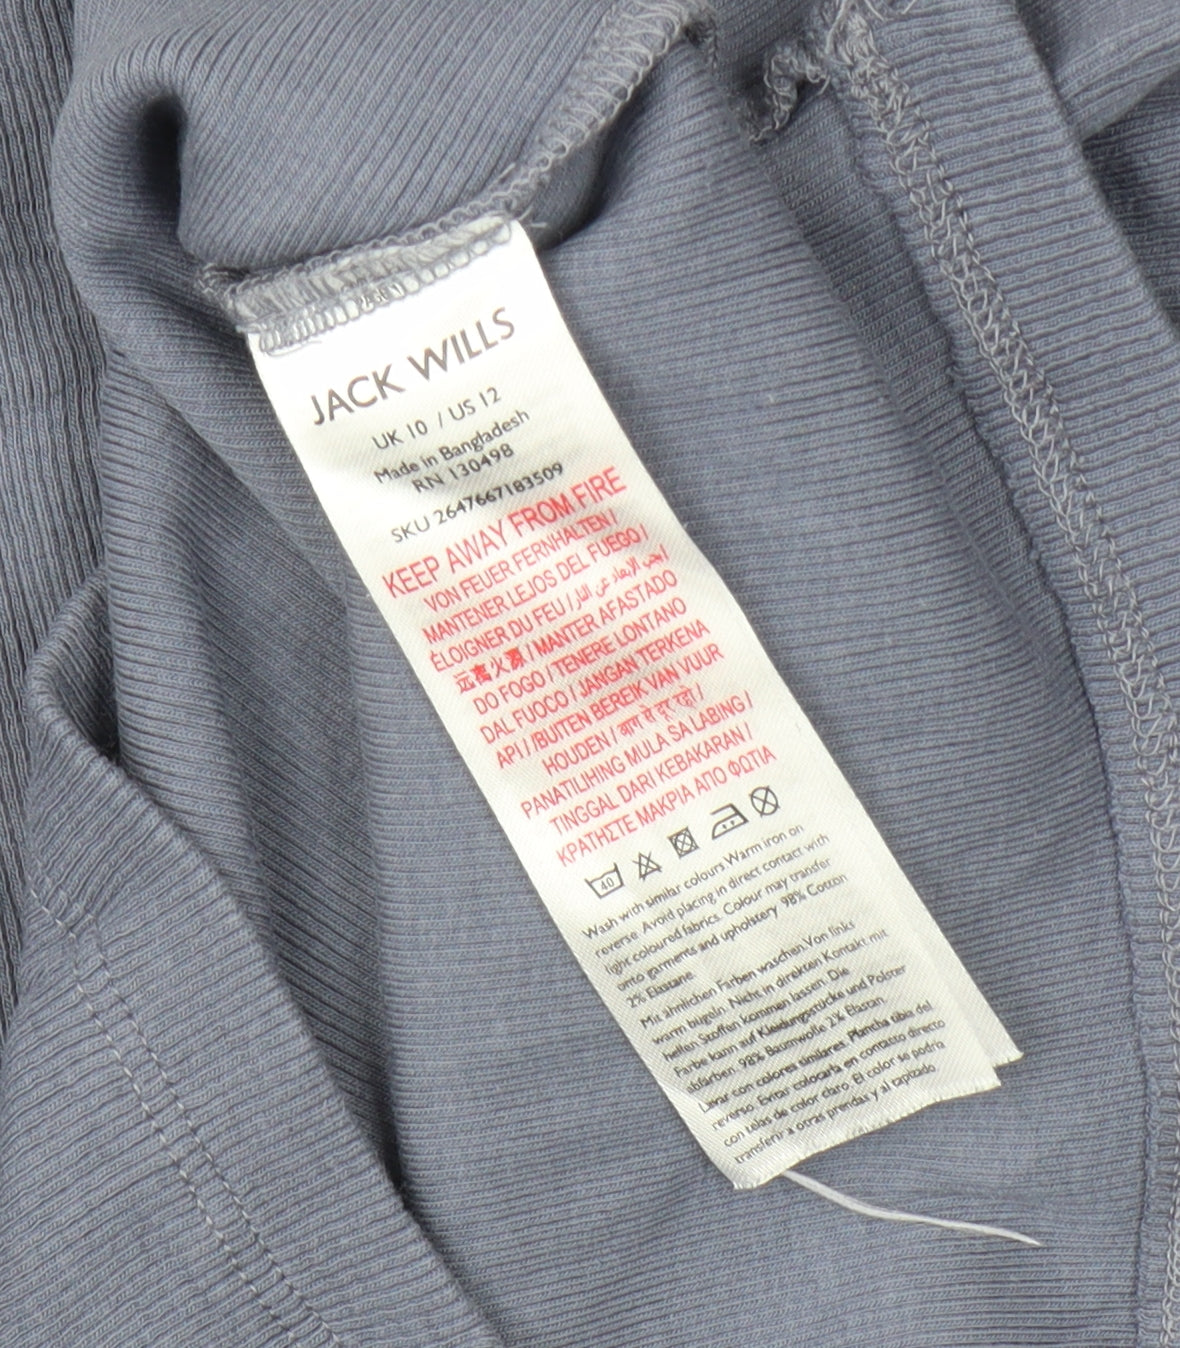 JACK WILLS
UK 10 / US 12
Made in Bangladesh
RN 130498
SKU 2647667183509
KEEP AWAY FROM FIRE
VON FEUER FERNHALTEN /
MANTENER LEJOS DEL FUEGO /
ÉLOIGNER DU FEU /
远离火源 / MANTER AFASTADO
DO FOGO / TENERE LONTANO
DAL FUOCO / JANGAN TERKENA
API / /BUITEN BEREIK VAN VUUR
HOUDEN / आग से दूर रहो /
PANATILIHING MULA SA LABING /
TINGGAL DARI KEBAKARAN /
ΚΡΑΤΗΣΤΕ ΜΑΚΡΙΑ ΑΠΟ ΦΩΤΙΑ
40
Wash with similar colours Warm iron on
reverse. Avoid placing in direct contact with
light coloured fabrics. Colour may transfer
onto garments and upholstery 98% Cotton
2% Elastane.
Mit ähnlichen Farben waschen. Von links
warm bügeln. Nicht in direkten Kontakt mit
hellen Stoffen kommen lassen. Die
Farbe kann auf Kleidungsstücke und Polster
abfärben. 98% Baumwolle 2% Elastan.
Lavar con colores similares. Plancha tibia del
reverso. Evitar colocarla en contacto directo
con telas de color claro. El color se podría
transferir a otras prendas y al tapizado.